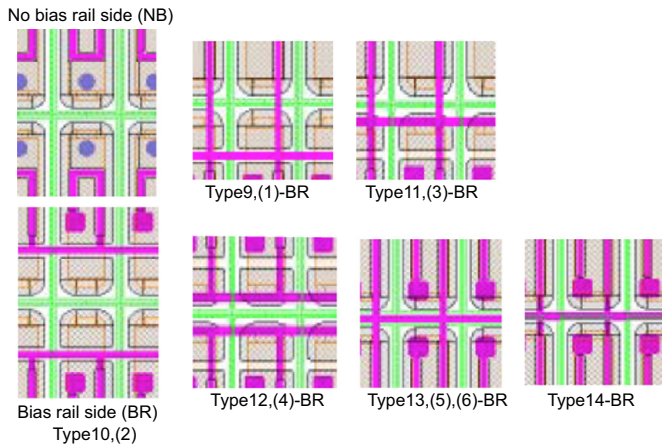 No bias rail side (NB)
Type9,(1)-BR
Type11,(3)-BR
Bias rail side (BR)
Type10,(2)
Type12,(4)-BR
Type13,(5),(6)-BR
Type14-BR